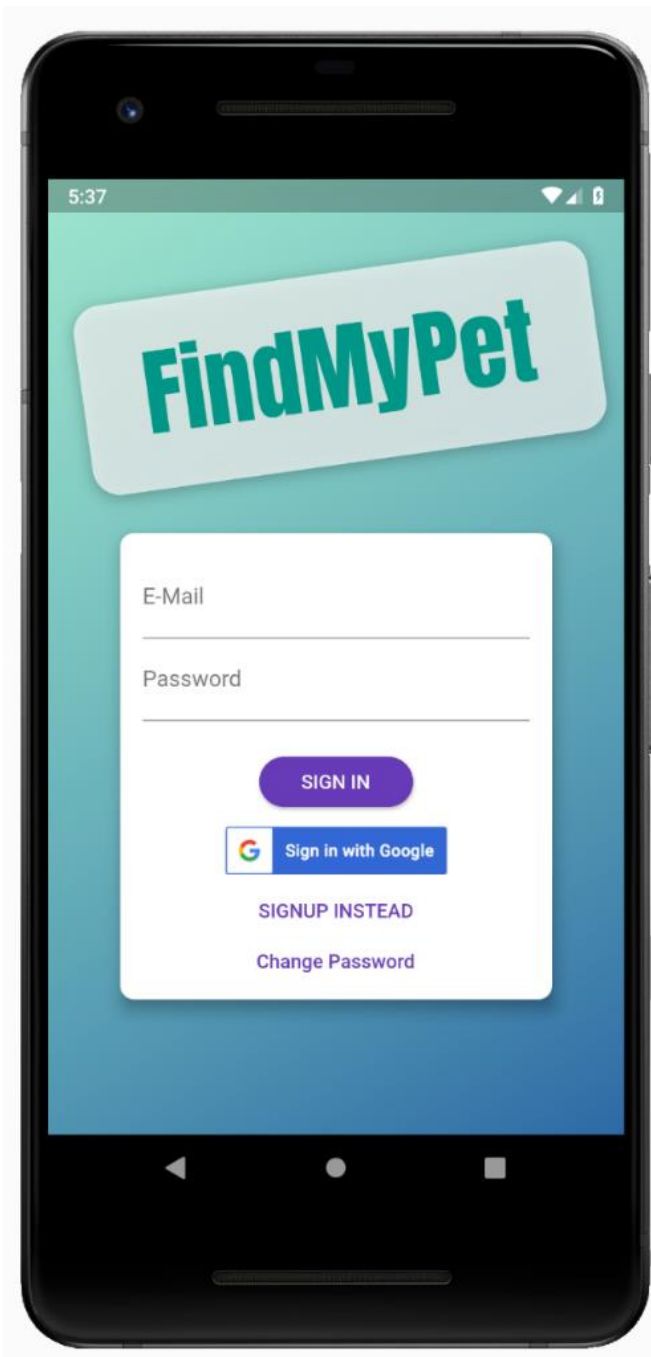 5:37
FindMyPet
E-Mail
Password
SIGN IN
G Sign in with Google
SIGNUP INSTEAD
Change Password